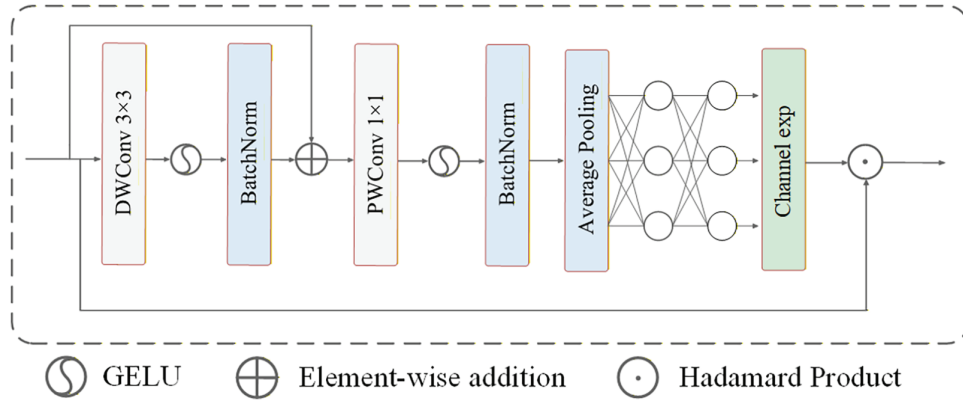 DWConv 3×3
BatchNorm
PWConv 1×1
BatchNorm
Average Pooling
Channel exp
GELU
Element-wise addition
Hadamard Product